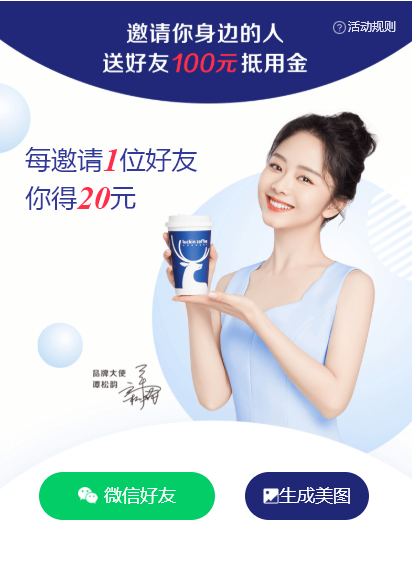 邀请你身边的人
送好友100元抵用金
活动规则
每邀请1位好友
你得20元
luckin coffee
品牌大使
谭松韵
微信好友
生成美图